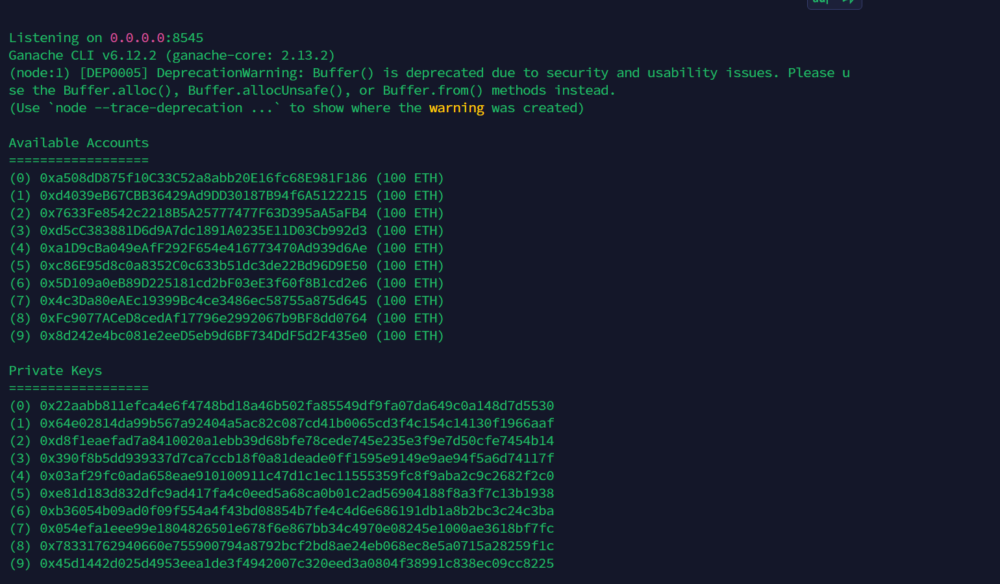 Listening on 0.0.0.0:8545
Ganache CLI v6.12.2 (ganache-core: 2.13.2)
(node:1) [DEP0005] DeprecationWarning: Buffer() is deprecated due to security and usability issues. Please u
se the Buffer.alloc(), Buffer.allocUnsafe(), or Buffer.from() methods instead.
(Use `node --trace-deprecation ...` to show where the warning was created)
Available Accounts
==================
(0) 0xa508dD875f10C33C52a8abb20E16fc68E981F186 (100 ETH)
(1) 0xd4039eB67CBB36429Ad9DD30187B94f6A5122215 (100 ETH)
(2) 0x7633Fe8542c2218B5A25777477F63D395aA5aFB4 (100 ETH)
(3) 0xd5cC383881D6d9A7dc1891A0235E11D03Cb992d3 (100 ETH)
(4) 0xa1D9cBa049eAfF292F654e416773470Ad939d6Ae (100 ETH)
(5) 0xc86E95d8c0a8352C0c633b51dc3de22Bd96D9E50 (100 ETH)
(6) 0x5D109a0eB89D225181cd2bF03eE3f60f8B1cd2e6 (100 ETH)
(7) 0x4c3Da80eAEc19399Bc4ce3486ec58755a875d645 (100 ETH)
(8) 0xFc9077ACeD8cedAf17796e2992067b9BF8dd0764 (100 ETH)
(9) 0x8d242e4bc081e2eeD5eb9d6BF734DdF5d2F435e0 (100 ETH)
Private Keys
==================
(0) 0x22aabb811efca4e6f4748bd18a46b502fa85549df9fa07da649c0a148d7d5530
(1) 0x64e02814da99b567a92404a5ac82c087cd41b0065cd3f4c154c14130f1966aaf
(2) 0xd8f1eaefad7a8410020a1ebb39d68bfe78cede745e235e3f9e7d50cfe7454b14
(3) 0x390f8b5dd939337d7ca7ccb18f0a81deade0ff1595e9149e9ae94f5a6d74117f
(4) 0x03af29fc0ada658eae910100911c47d1c1ec11555359fc8f9aba2c9c2682f2c0
(5) 0xe81d183d832dfc9ad417fa4c0eed5a68ca0b01c2ad56904188f8a3f7c13b1938
(6) 0xb36054b09ad0f09f554a4f43bd08854b7fe4c4d6e686191db1a8b2bc3c24c3ba
(7) 0x054efa1eee99e1804826501e678f6e867bb34c4970e08245e1000ae3618bf7fc
(8) 0x78331762940660e755900794a8792bcf2bd8ae24eb068ec8e5a0715a28259f1c
(9) 0x45d1442d025d4953eea1de3f4942007c320eed3a0804f38991c838ec09cc8225